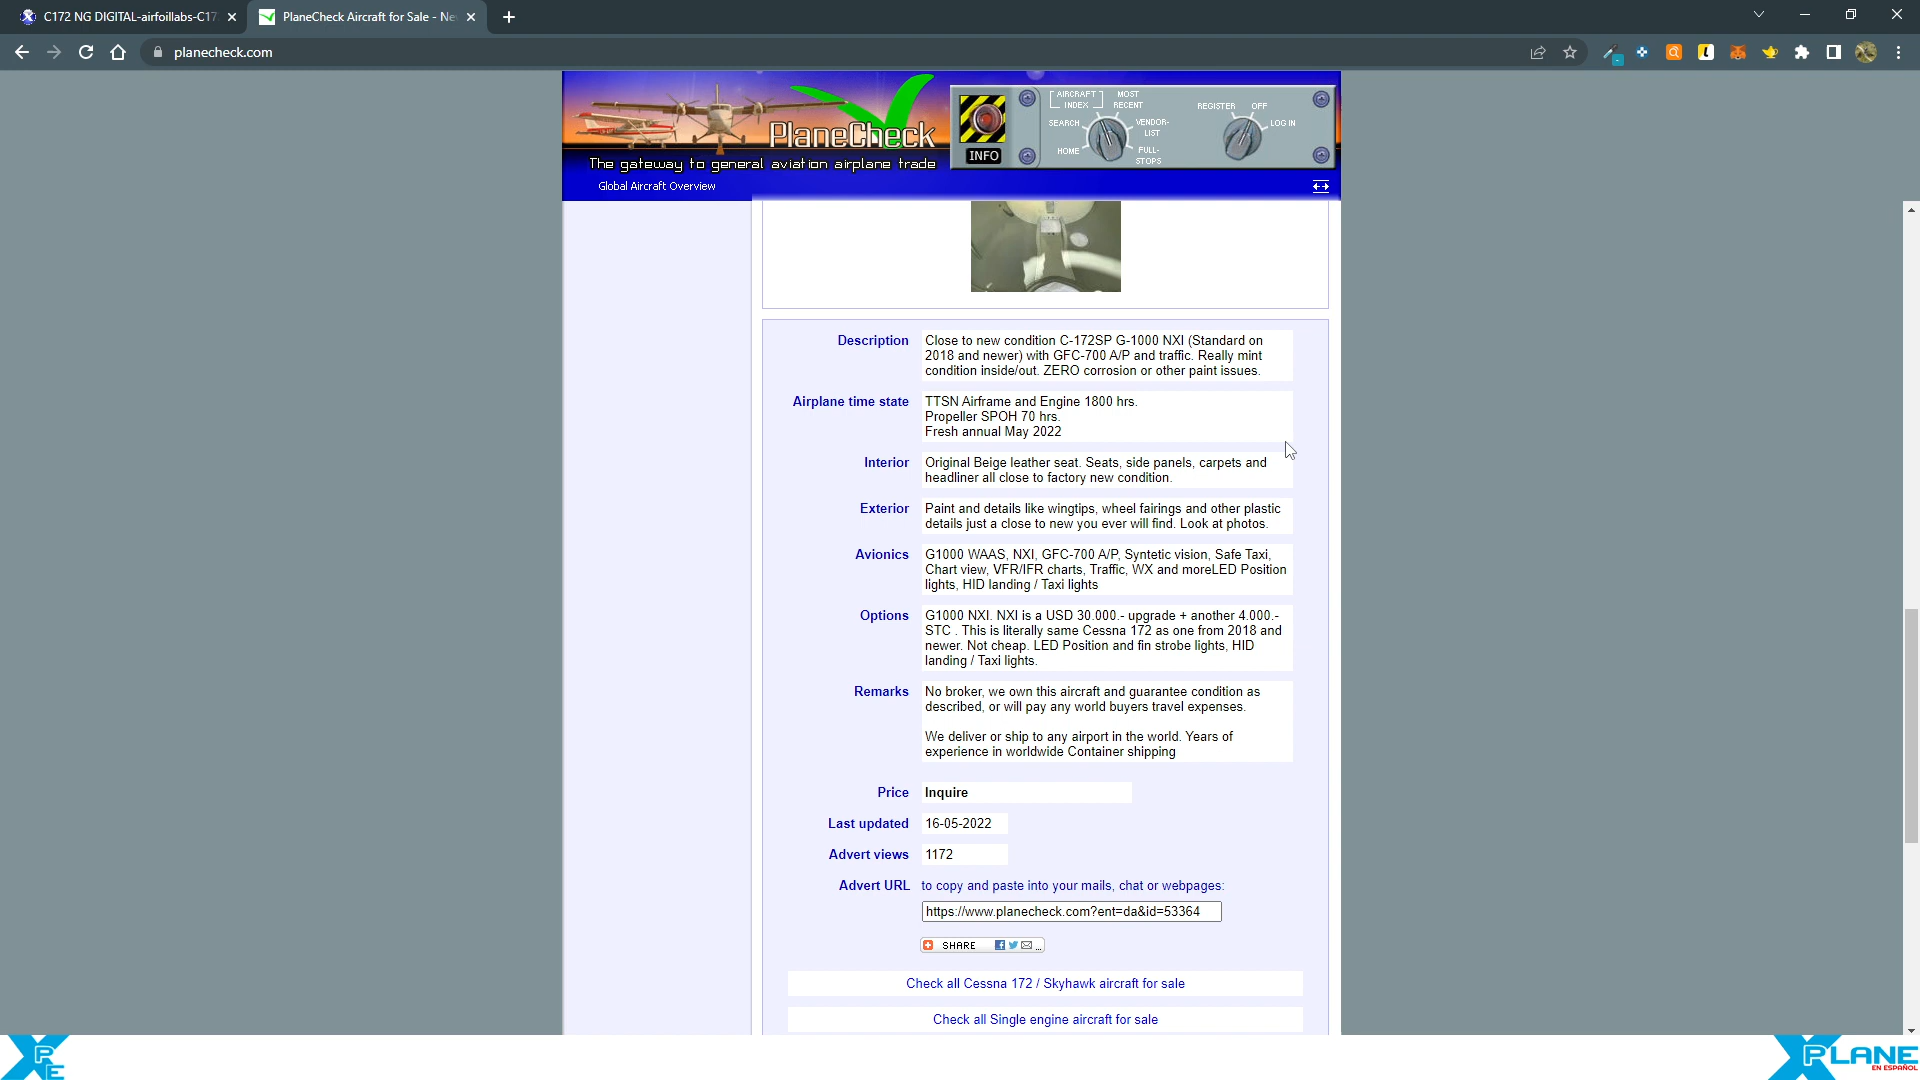 C172 NG DIGITAL-airfoillabs-C17
PlaneCheck Aircraft for Sale - Ne
planecheck.com
PlaneCheck
The gateway to general aviation airplane trade
Global Aircraft Overview
INFO
AIRCRAFT
INDEX
MOST
RECENT
SEARCH
VENDOR-
LIST
HOME
FULL-
STOPS
REGISTER
OFF
LOG IN
Description
Close to new condition C-172SP G-1000 NXI (Standard on
2018 and newer) with GFC-700 A/P and traffic. Really mint
condition inside/out. ZERO corrosion or other paint issues.
Airplane time state
TTSN Airframe and Engine 1800 hrs.
Propeller SPOH 70 hrs.
Fresh annual May 2022
Interior
Original Beige leather seat. Seats, side panels, carpets and
headliner all close to factory new condition.
Exterior
Paint and details like wingtips, wheel fairings and other plastic
details just a close to new you ever will find. Look at photos.
Avionics
G1000 WAAS, NXI, GFC-700 A/P, Syntetic vision, Safe Taxi,
Chart view, VFR/IFR charts, Traffic, WX and moreLED Position
lights, HID landing / Taxi lights
Options
G1000 NXI. NXI is a USD 30.000.- upgrade + another 4.000.-
STC . This is literally same Cessna 172 as one from 2018 and
newer. Not cheap. LED Position and fin strobe lights, HID
landing / Taxi lights.
Remarks
No broker, we own this aircraft and guarantee condition as
described, or will pay any world buyers travel expenses.
We deliver or ship to any airport in the world. Years of
experience in worldwide Container shipping
Price
Inquire
Last updated
16-05-2022
Advert views
1172
Advert URL
to copy and paste into your mails, chat or webpages:
https://www.planecheck.com?ent=da&id=53364
SHARE
Check all Cessna 172 / Skyhawk aircraft for sale
Check all Single engine aircraft for sale
XPE
XPLANE
EN ESPAÑOL